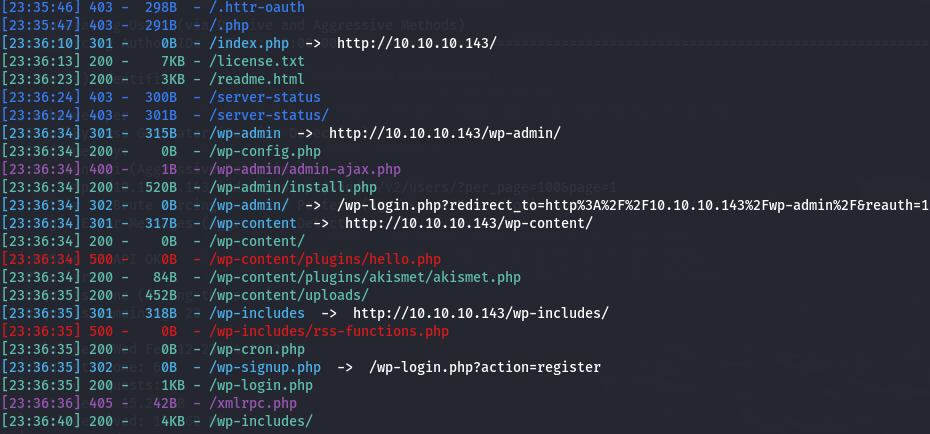 [23:35:46] 403 -  298B  - /.httr-oauth
[23:35:47] 403 -  291B  - /.php
[23:36:10] 301 -    0B  - /index.php  ->  http://10.10.10.143/
[23:36:13] 200 -    7KB - /license.txt
[23:36:23] 200 -    3KB - /readme.html
[23:36:24] 403 -  300B  - /server-status
[23:36:24] 403 -  301B  - /server-status/
[23:36:34] 301 -  315B  - /wp-admin  ->  http://10.10.10.143/wp-admin/
[23:36:34] 200 -    0B  - /wp-config.php
[23:36:34] 400 -    1B  - /wp-admin/admin-ajax.php
[23:36:34] 200 -  520B  - /wp-admin/install.php
[23:36:34] 302 -    0B  - /wp-admin/  ->  /wp-login.php?redirect_to=http%3A%2F%2F10.10.10.143%2Fwp-admin%2F&reauth=1
[23:36:34] 301 -  317B  - /wp-content  ->  http://10.10.10.143/wp-content/
[23:36:34] 200 -    0B  - /wp-content/
[23:36:34] 500 -    0B  - /wp-content/plugins/hello.php
[23:36:34] 200 -   84B  - /wp-content/plugins/akismet/akismet.php
[23:36:35] 200 -  452B  - /wp-content/uploads/
[23:36:35] 301 -  318B  - /wp-includes  ->  http://10.10.10.143/wp-includes/
[23:36:35] 500 -    0B  - /wp-includes/rss-functions.php
[23:36:35] 200 -    0B  - /wp-cron.php
[23:36:35] 302 -    0B  - /wp-signup.php  ->  /wp-login.php?action=register
[23:36:35] 200 -    1KB - /wp-login.php
[23:36:36] 405 -   42B  - /xmlrpc.php
[23:36:40] 200 -    4KB - /wp-includes/